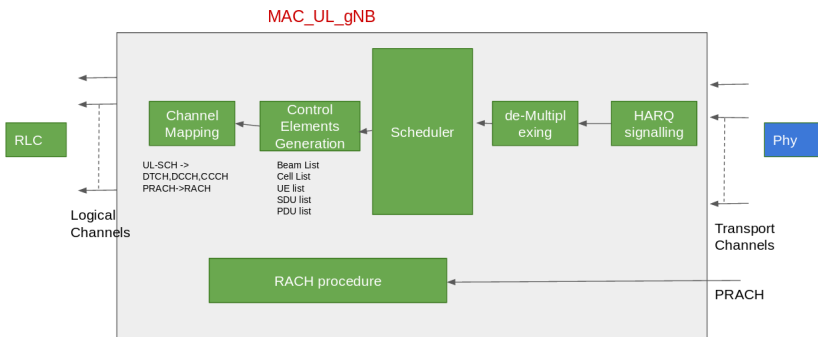 MAC_UL_gNB
RLC
Channel
Mapping
Control
Elements
Generation
Scheduler
de-Multipl
exing
HARQ
signalling
Phy
UL-SCH ->
DTCH,DCCH,CCCH
PRACH->RACH
Beam List
Cell List
UE list
SDU list
PDU list
Logical
Channels
Transport
Channels
RACH procedure
PRACH